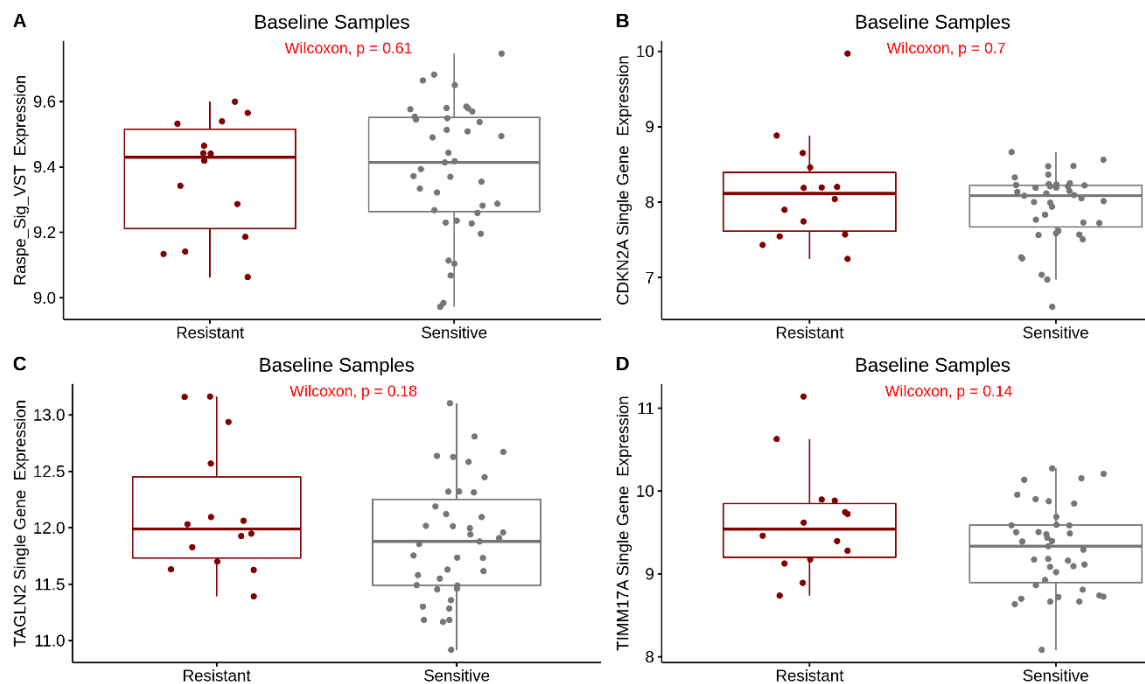 A
Baseline Samples
Wilcoxon, p = 0.61
Raspe_Sig_VST Expression
9.6
9.4
9.2
9.0
Resistant
Sensitive
B
Baseline Samples
Wilcoxon, p = 0.7
CDKN2A Single Gene Expression
10
9
8
7
Resistant
Sensitive
C
Baseline Samples
Wilcoxon, p = 0.18
TAGLN2 Single Gene Expression
13.0
12.5
12.0
11.5
11.0
Resistant
Sensitive
D
Baseline Samples
Wilcoxon, p = 0.14
TIMM17A Single Gene Expression
11
10
9
8
Resistant
Sensitive